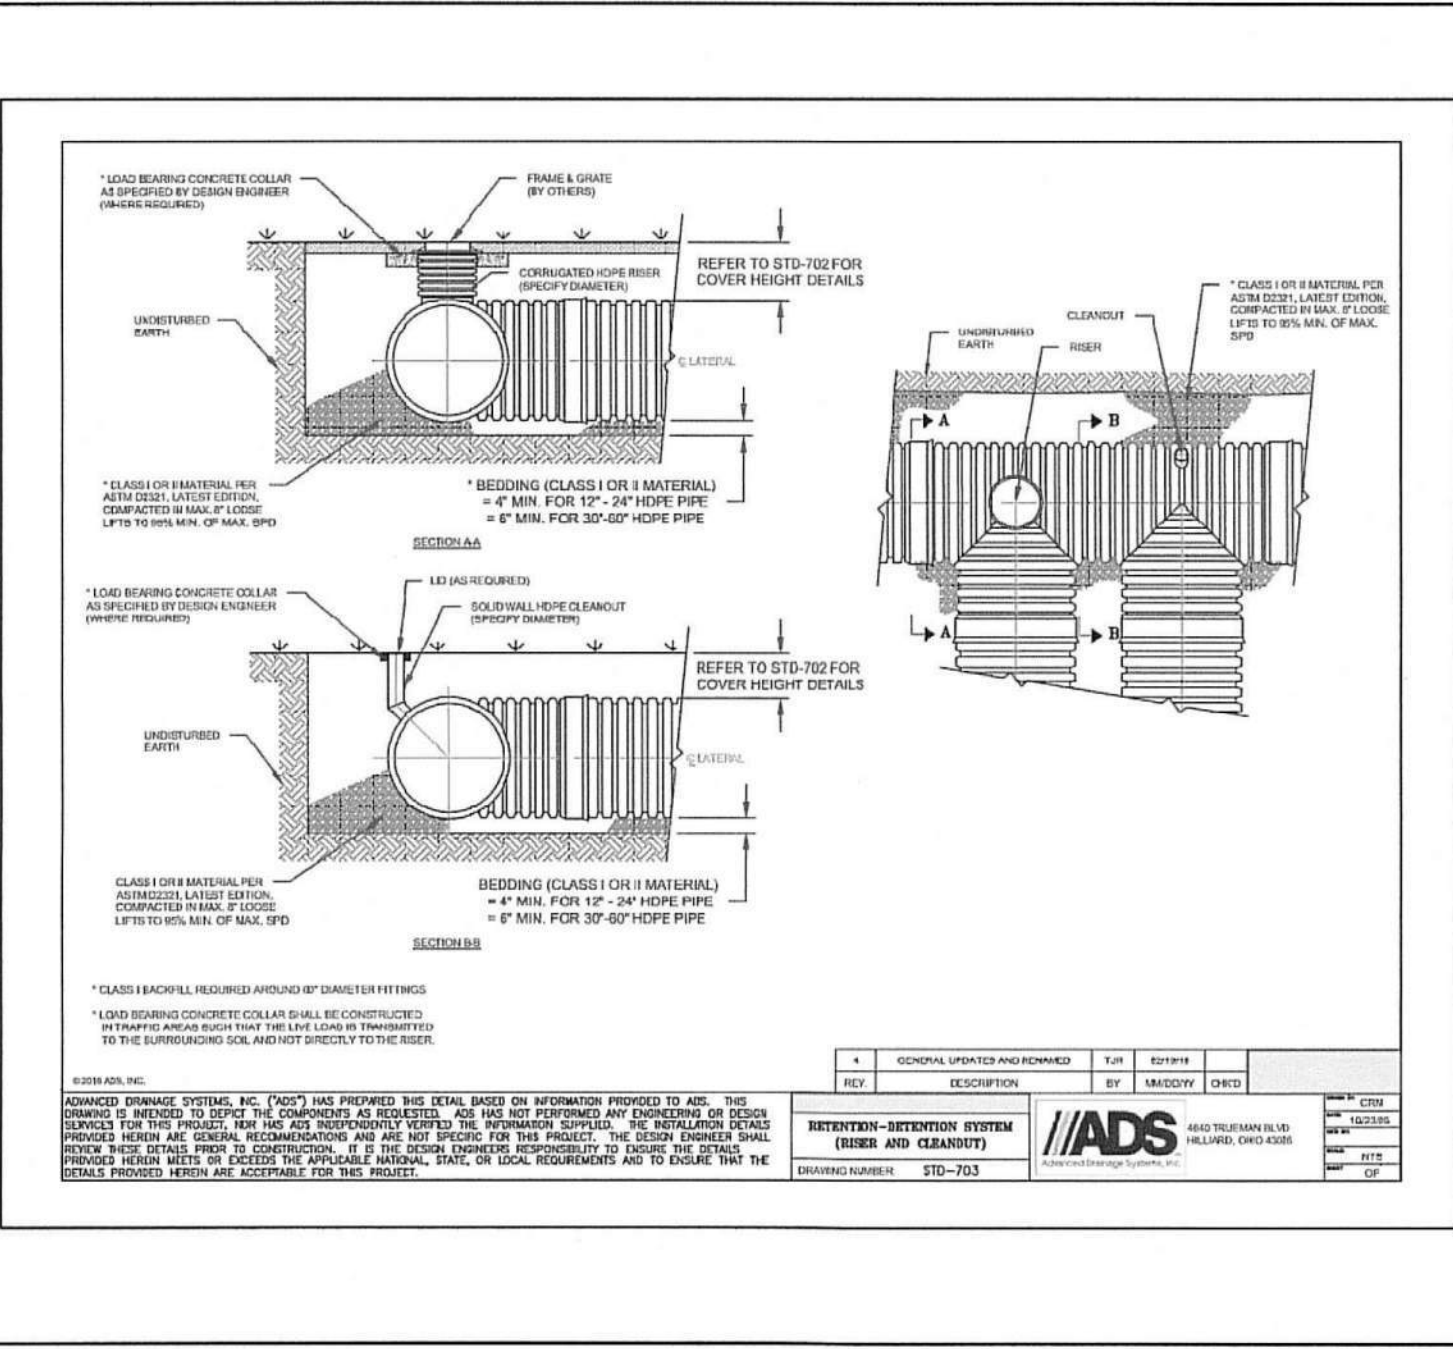 * LOAD BEARING CONCRETE COLLAR
AS SPECIFIED BY DESIGN ENGINEER
(WHERE REQUIRED)
FRAME & GRATE
(BY OTHERS)
CORRUGATED HDPE RISER
(SPECIFY DIAMETER)
REFER TO STD-702 FOR
COVER HEIGHT DETAILS
UNDISTURBED
EARTH
℄ LATERAL
* CLASS I OR II MATERIAL PER
ASTM D2321, LATEST EDITION,
COMPACTED IN MAX. 8" LOOSE
LIFTS TO 95% MIN. OF MAX. SPD
* BEDDING (CLASS I OR II MATERIAL)
= 4" MIN. FOR 12" - 24" HDPE PIPE
= 6" MIN. FOR 30"-60" HDPE PIPE
SECTION A-A
* LOAD BEARING CONCRETE COLLAR
AS SPECIFIED BY DESIGN ENGINEER
(WHERE REQUIRED)
LID (AS REQUIRED)
SOLID WALL HDPE CLEANOUT
(SPECIFY DIAMETER)
REFER TO STD-702 FOR
COVER HEIGHT DETAILS
UNDISTURBED
EARTH
℄ LATERAL
CLASS I OR II MATERIAL PER
ASTM D2321, LATEST EDITION,
COMPACTED IN MAX. 8" LOOSE
LIFTS TO 95% MIN. OF MAX. SPD
BEDDING (CLASS I OR II MATERIAL)
= 4" MIN. FOR 12" - 24" HDPE PIPE
= 6" MIN. FOR 30"-60" HDPE PIPE
SECTION B-B
* CLASS I OR II MATERIAL PER
ASTM D2321, LATEST EDITION,
COMPACTED IN MAX. 8" LOOSE
LIFTS TO 95% MIN. OF MAX.
SPD
CLEANOUT
UNDISTURBED
EARTH
RISER
A
B
A
B
* CLASS I BACKFILL REQUIRED AROUND 60" DIAMETER FITTINGS
* LOAD BEARING CONCRETE COLLAR SHALL BE CONSTRUCTED
IN TRAFFIC AREAS SUCH THAT THE LIVE LOAD IS TRANSMITTED
TO THE SURROUNDING SOIL AND NOT DIRECTLY TO THE RISER.
4 GENERAL UPDATES AND RENAMED TJR
REV. DESCRIPTION BY MM/DD/YY CHK'D
ADS, INC.
ADVANCED DRAINAGE SYSTEMS, INC. ("ADS") HAS PREPARED THIS DETAIL BASED ON INFORMATION PROVIDED TO ADS. THIS
DRAWING IS INTENDED TO DEPICT THE COMPONENTS AS REQUESTED. ADS HAS NOT PERFORMED ANY ENGINEERING OR DESIGN
SERVICES FOR THIS PROJECT, NOR HAS ADS INDEPENDENTLY VERIFIED THE INFORMATION SUPPLIED. THE INSTALLATION DETAILS
PROVIDED HEREIN ARE GENERAL RECOMMENDATIONS AND ARE NOT SPECIFIC FOR THIS PROJECT. THE DESIGN ENGINEER SHALL
REVIEW THESE DETAILS PRIOR TO CONSTRUCTION. IT IS THE DESIGN ENGINEERS RESPONSIBILITY TO ENSURE THE DETAILS
PROVIDED HEREIN MEETS OR EXCEEDS THE APPLICABLE NATIONAL, STATE, OR LOCAL REQUIREMENTS AND TO ENSURE THAT THE
DETAILS PROVIDED HEREIN ARE ACCEPTABLE FOR THIS PROJECT.
RETENTION-DETENTION SYSTEM
(RISER AND CLEANOUT)
DRAWING NUMBER STD-703
ADS
Advanced Drainage Systems, Inc.
4640 TRUEMAN BLVD
HILLIARD, OHIO 43026
CRN
NTS
OF